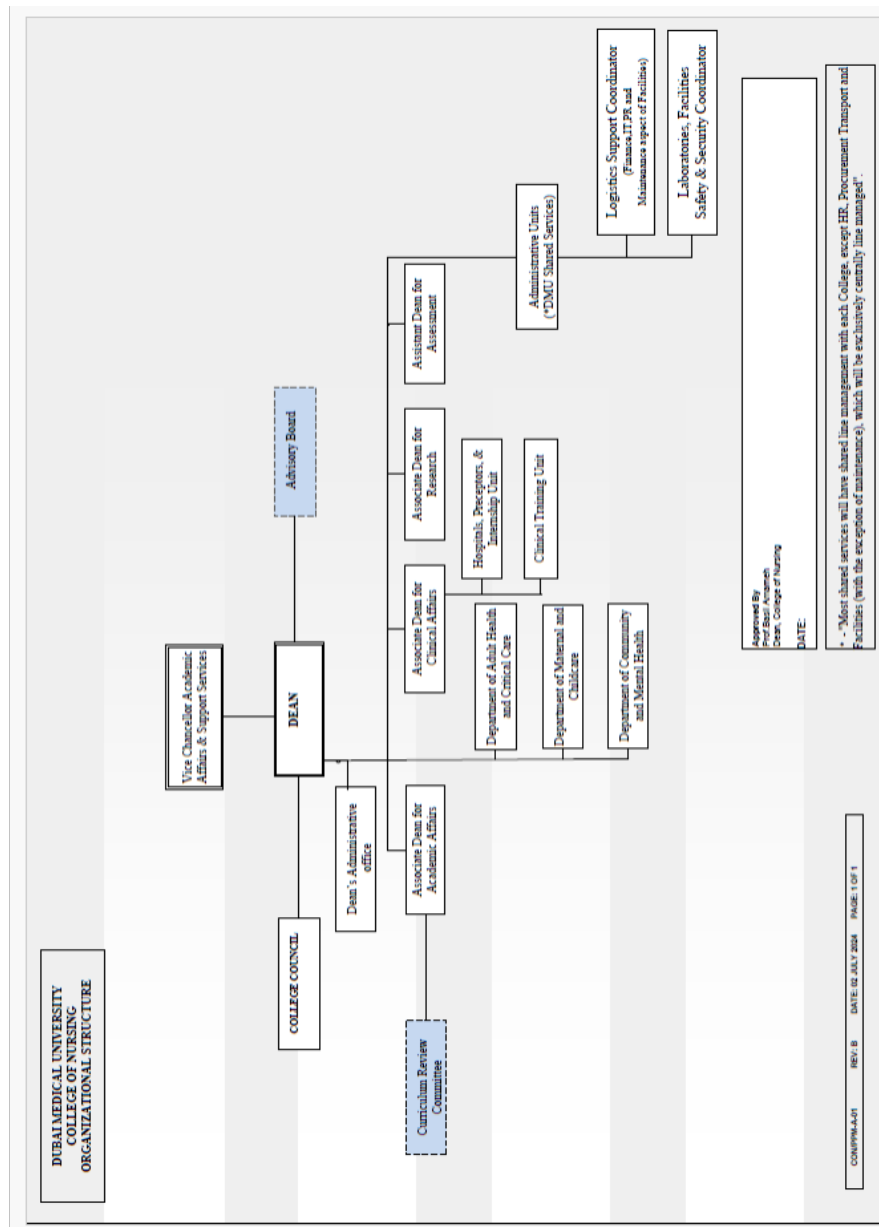 DUBAI MEDICAL UNIVERSITY
COLLEGE OF NURSING
ORGANIZATIONAL STRUCTURE
Vice Chancellor Academic
Affairs & Support Services
COLLEGE COUNCIL
DEAN
Advisory Board
Dean's Administrative
office
Curriculum Review
Committee
Associate Dean for
Academic Affairs
Associate Dean for
Clinical Affairs
Associate Dean for
Research
Assistant Dean for
Assessment
Department of Adult Health
and Critical Care
Department of Maternal and
Childcare
Department of Community
and Mental Health
Hospitals, Preceptors, &
Internship Unit
Clinical Training Unit
Administrative Units
(*DMU Shared Services)
Logistics Support Coordinator
(Finance,IT,PR and
Maintenance aspect of Facilities)
Laboratories, Facilities
Safety & Security Coordinator
Approved By
Prof.Basil Amameh
Dean, College of Nursing
DATE:
* - "Most shared services will have shared line management with each College, except HR, Procurement Transport and
Facilities (with the exception of maintenance), which will be exclusively centrally line managed".
CON/PPM-A-01 REV: B DATE: 02 JULY 2024 PAGE: 1 OF 1